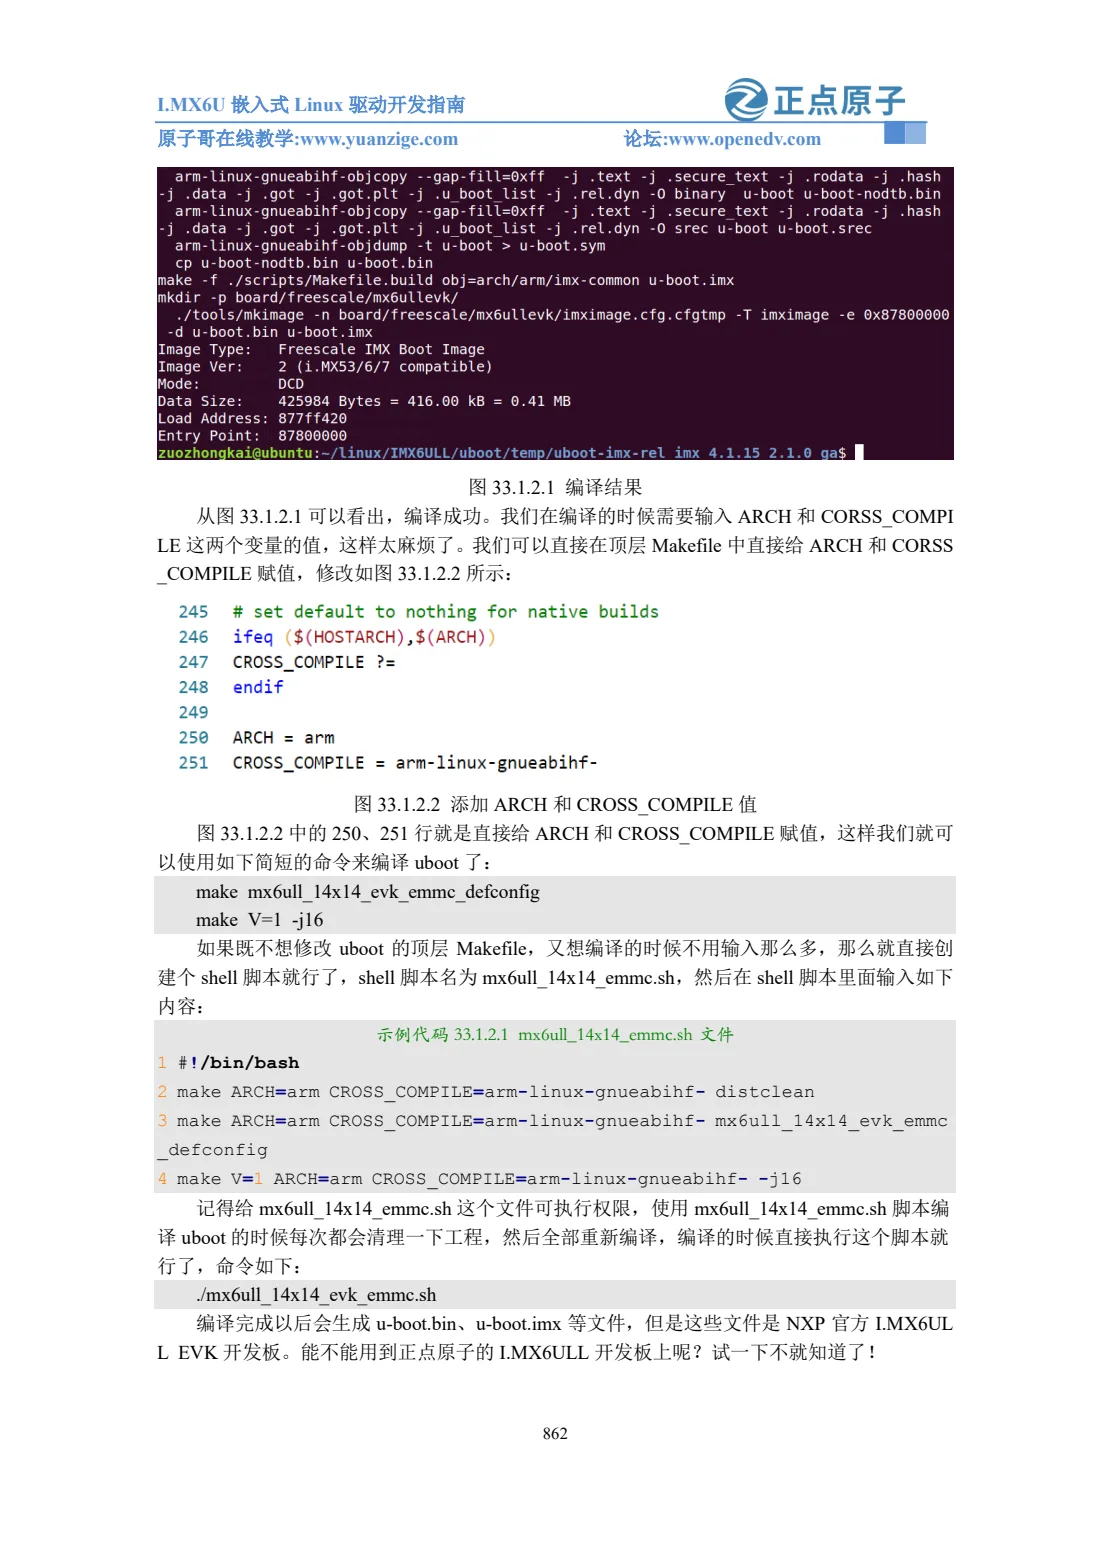 I.MX6U 嵌入式 Linux 驱动开发指南
正点原子
原子哥在线教学:www.yuanzige.com 论坛:www.openedv.com
arm-linux-gnueabihf-objcopy --gap-fill=0xff  -j .text -j .secure_text -j .rodata -j .hash
-j .data -j .got -j .got.plt -j .u_boot_list -j .rel.dyn -O binary  u-boot u-boot-nodtb.bin
arm-linux-gnueabihf-objcopy --gap-fill=0xff  -j .text -j .secure_text -j .rodata -j .hash
-j .data -j .got -j .got.plt -j .u_boot_list -j .rel.dyn -O srec u-boot u-boot.srec
arm-linux-gnueabihf-objdump -t u-boot > u-boot.sym
cp u-boot-nodtb.bin u-boot.bin
make -f ./scripts/Makefile.build obj=arch/arm/imx-common u-boot.imx
mkdir -p board/freescale/mx6ullevk/
./tools/mkimage -n board/freescale/mx6ullevk/imximage.cfg.cfgtmp -T imximage -e 0x87800000
-d u-boot.bin u-boot.imx
Image Type:   Freescale IMX Boot Image
Image Ver:    2 (i.MX53/6/7 compatible)
Mode:         DCD
Data Size:    425984 Bytes = 416.00 kB = 0.41 MB
Load Address: 877ff420
Entry Point:  87800000
zuozhongkai@ubuntu:~/linux/IMX6ULL/uboot/temp/uboot-imx-rel_imx_4.1.15_2.1.0_ga$
图 33.1.2.1 编译结果
从图 33.1.2.1 可以看出，编译成功。我们在编译的时候需要输入 ARCH 和 CORSS_COMPI
LE 这两个变量的值，这样太麻烦了。我们可以直接在顶层 Makefile 中直接给 ARCH 和 CORSS
_COMPILE 赋值，修改如图 33.1.2.2 所示：
245 # set default to nothing for native builds
246 ifeq ($(HOSTARCH),$(ARCH))
247 CROSS_COMPILE ?=
248 endif
249
250 ARCH = arm
251 CROSS_COMPILE = arm-linux-gnueabihf-
图 33.1.2.2 添加 ARCH 和 CROSS_COMPILE 值
图 33.1.2.2 中的 250、251 行就是直接给 ARCH 和 CROSS_COMPILE 赋值，这样我们就可
以使用如下简短的命令来编译 uboot 了：
make mx6ull_14x14_evk_emmc_defconfig
make V=1 -j16
如果既不想修改 uboot 的顶层 Makefile，又想编译的时候不用输入那么多，那么就直接创
建个 shell 脚本就行了，shell 脚本名为 mx6ull_14x14_emmc.sh，然后在 shell 脚本里面输入如下
内容：
示例代码 33.1.2.1 mx6ull_14x14_emmc.sh 文件
1 #!/bin/bash
2 make ARCH=arm CROSS_COMPILE=arm-linux-gnueabihf- distclean
3 make ARCH=arm CROSS_COMPILE=arm-linux-gnueabihf- mx6ull_14x14_evk_emmc
_defconfig
4 make V=1 ARCH=arm CROSS_COMPILE=arm-linux-gnueabihf- -j16
记得给 mx6ull_14x14_emmc.sh 这个文件可执行权限，使用 mx6ull_14x14_emmc.sh 脚本编
译 uboot 的时候每次都会清理一下工程，然后全部重新编译，编译的时候直接执行这个脚本就
行了，命令如下：
./mx6ull_14x14_evk_emmc.sh
编译完成以后会生成 u-boot.bin、u-boot.imx 等文件，但是这些文件是 NXP 官方 I.MX6UL
L EVK 开发板。能不能用到正点原子的 I.MX6ULL 开发板上呢？试一下不就知道了！
862